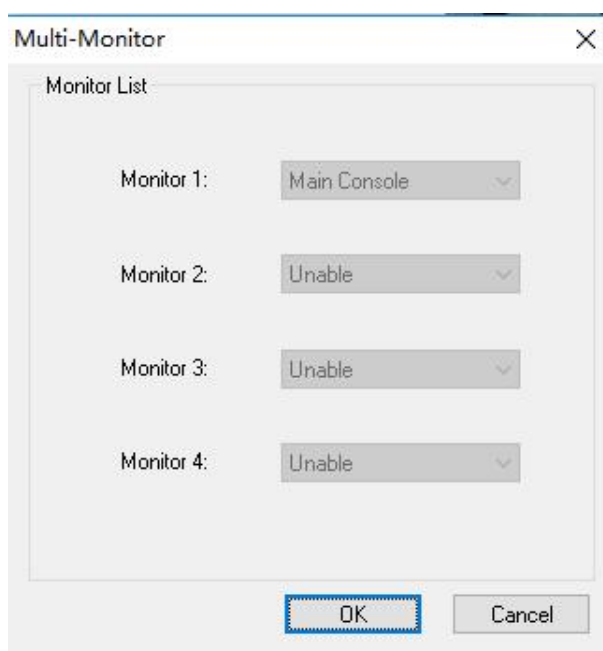 Multi-Monitor
Monitor List
Monitor 1: Main Console
Monitor 2: Unable
Monitor 3: Unable
Monitor 4: Unable
OK Cancel